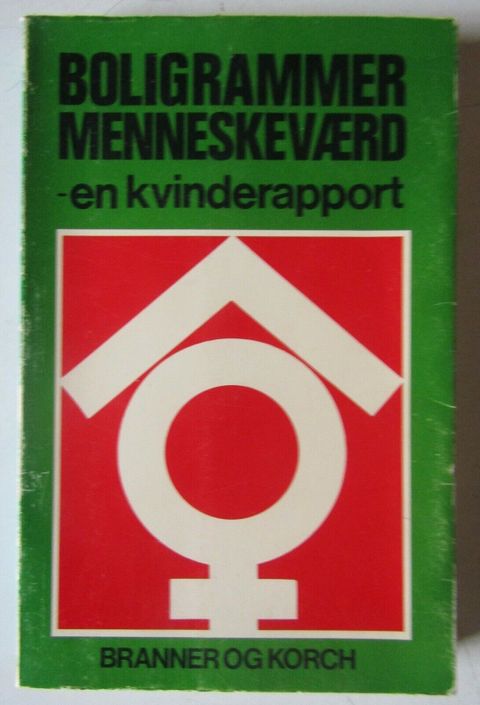 BOLIGRAMMER
MENNESKEVÆRD
-en kvinderapport
BRANNER OG KORCH